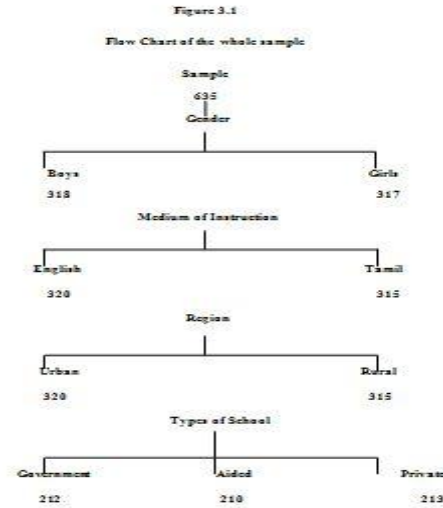 Figure 3.1
Flow Chart of the whole sample
Sample
635
Gender
Boys Girls
318 317
Medium of Instruction
English Tamil
320 315
Region
Urban Rural
320 315
Types of School
Government Aided Private
212 210 213